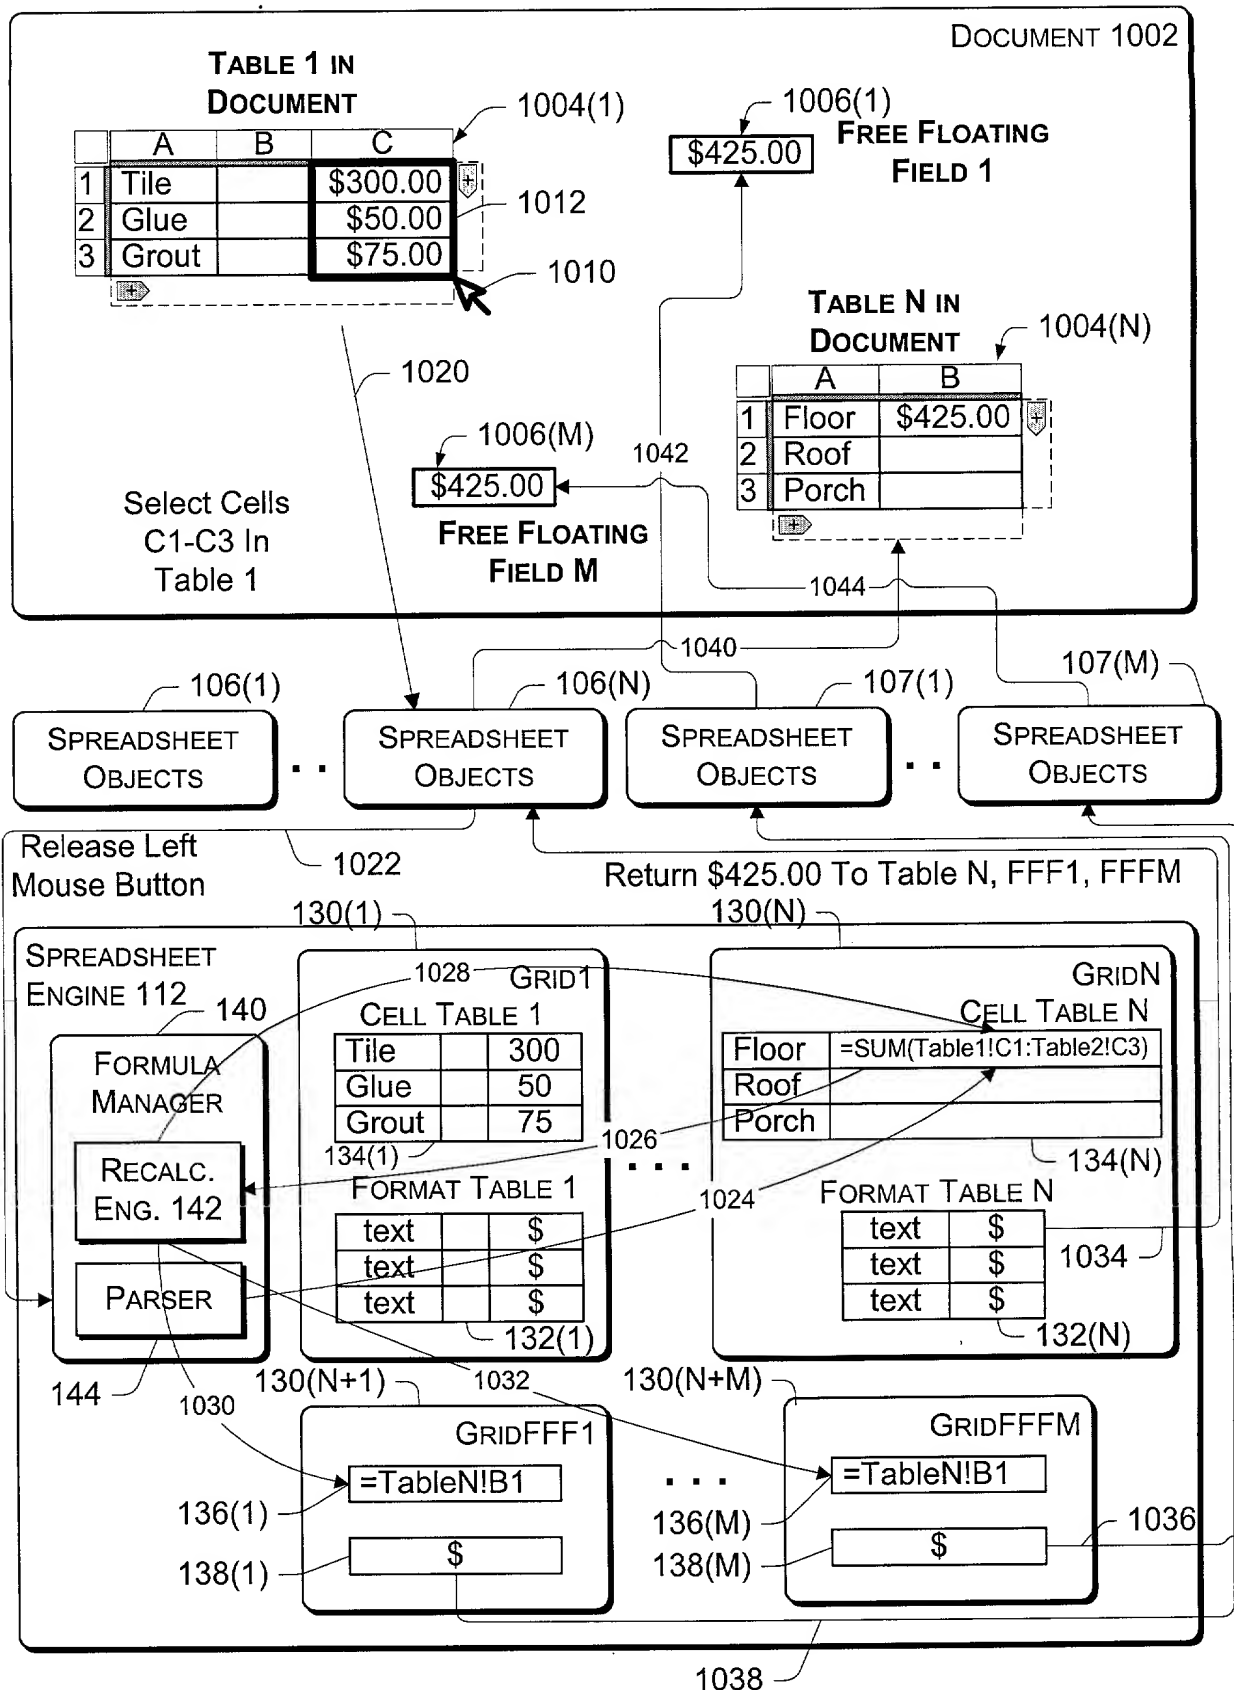 DOCUMENT 1002
TABLE 1 IN
DOCUMENT
1004(1)
A B C
1 Tile $300.00
2 Glue $50.00
3 Grout $75.00
+
+
1012
1010
1006(1)
$425.00
FREE FLOATING
FIELD 1
TABLE N IN
DOCUMENT
1004(N)
A B
1 Floor $425.00
2 Roof
3 Porch
+
+
1020
1006(M)
$425.00
FREE FLOATING
FIELD M
1042
Select Cells
C1-C3 In
Table 1
1044
1040
106(1)
106(N)
107(1)
107(M)
SPREADSHEET
OBJECTS
. .
SPREADSHEET
OBJECTS
SPREADSHEET
OBJECTS
. .
SPREADSHEET
OBJECTS
Release Left
Mouse Button
1022
Return $425.00 To Table N, FFF1, FFFM
130(1)
130(N)
SPREADSHEET
ENGINE 112
140
FORMULA
MANAGER
RECALC.
ENG. 142
PARSER
144
1028
GRID1
CELL TABLE 1
Tile 300
Glue 50
Grout 75
134(1)
FORMAT TABLE 1
text $
text $
text $
132(1)
1026
. . .
1024
GRIDN
CELL TABLE N
Floor =SUM(Table1!C1:Table2!C3)
Roof
Porch
134(N)
FORMAT TABLE N
text $
text $
text $
1034
132(N)
1030
1032
130(N+1)
GRIDFFF1
=TableN!B1
136(1)
$
138(1)
. . .
130(N+M)
GRIDFFFM
=TableN!B1
136(M)
$
138(M)
1036
1038